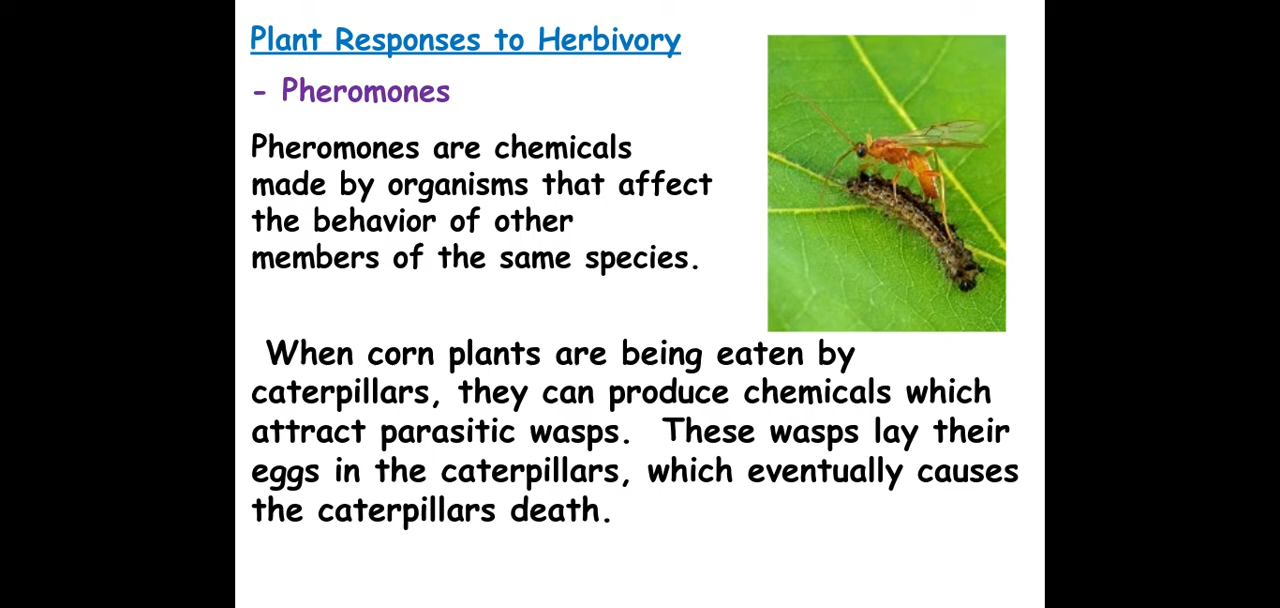 Plant Responses to Herbivory
- Pheromones
Pheromones are chemicals
made by organisms that affect
the behavior of other
members of the same species.
When corn plants are being eaten by
caterpillars, they can produce chemicals which
attract parasitic wasps.  These wasps lay their
eggs in the caterpillars, which eventually causes
the caterpillars death.